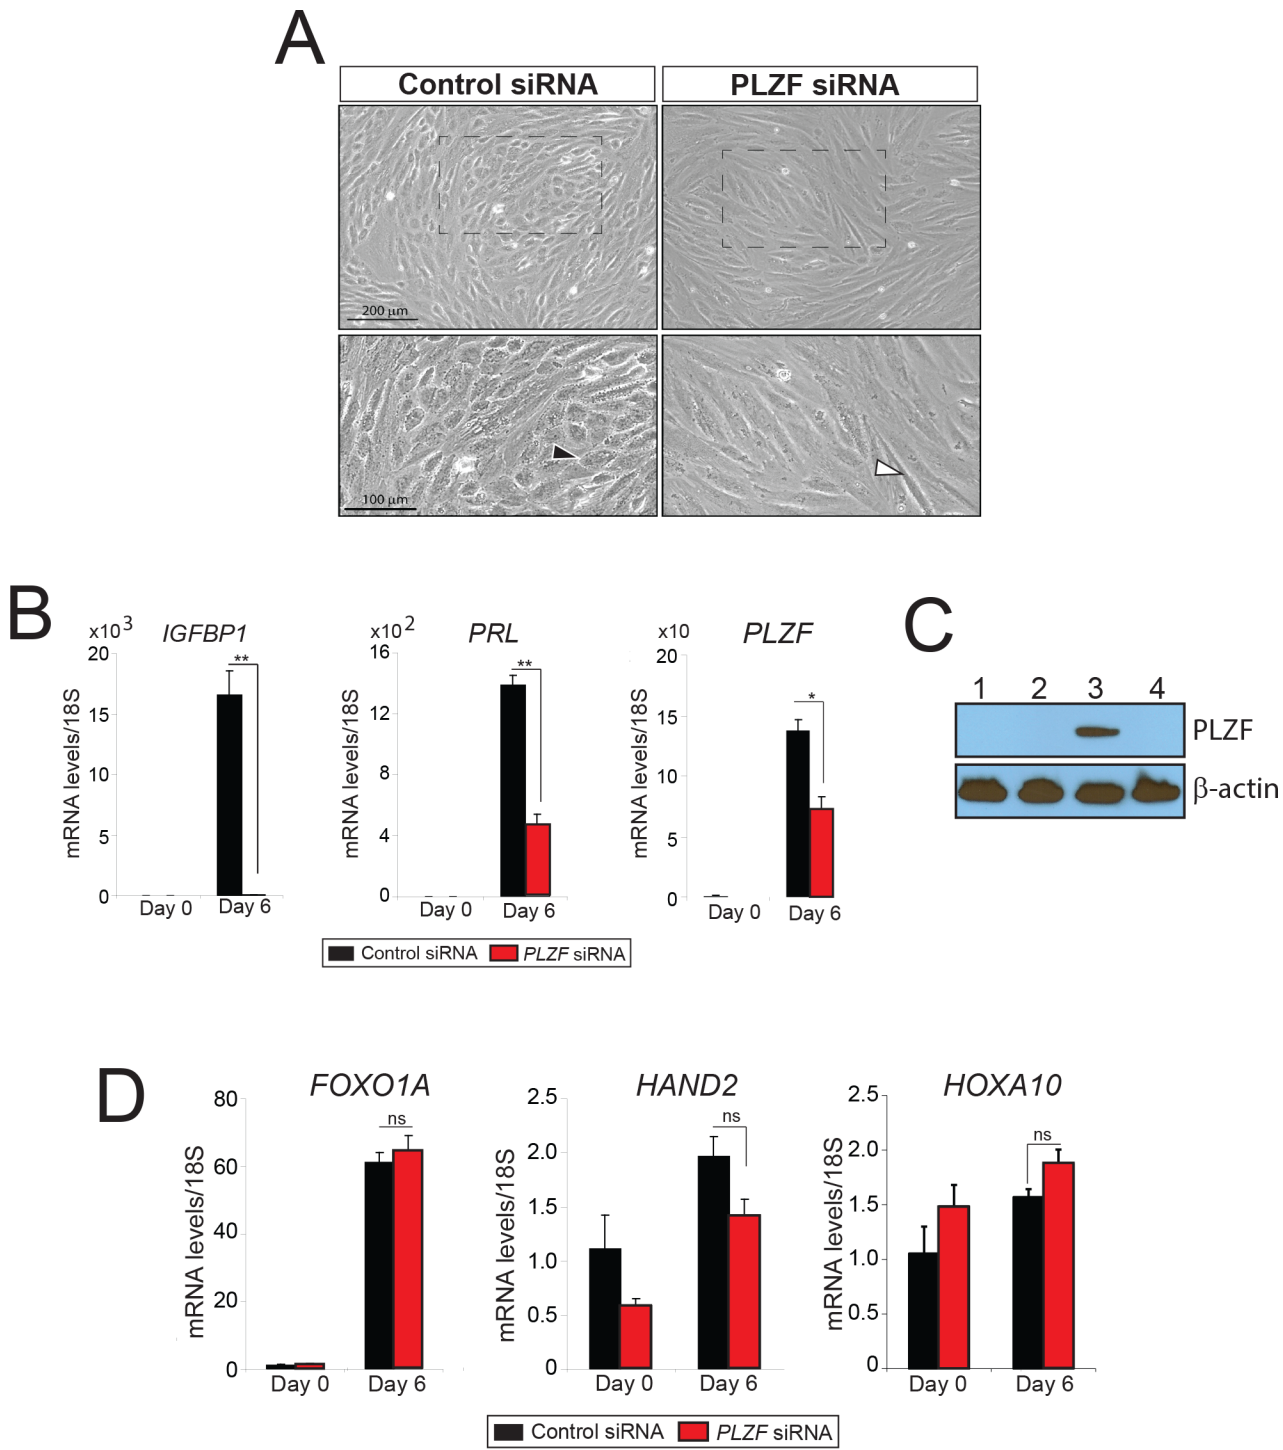 A
Control siRNA PLZF siRNA
200 µm
100 µm
B
x10³ IGFBP1
20
15
10
5
0
mRNA levels/18S
**
Day 0 Day 6
x10² PRL
16
12
8
4
0
mRNA levels/18S
**
Day 0 Day 6
x10 PLZF
20
15
10
5
0
mRNA levels/18S
*
Day 0 Day 6
Control siRNA PLZF siRNA
C
1 2 3 4
PLZF
β-actin
D
FOXO1A
80
60
40
20
0
mRNA levels/18S
ns
Day 0 Day 6
HAND2
2.5
2.0
1.5
1.0
0.5
0
mRNA levels/18S
ns
Day 0 Day 6
HOXA10
2.5
2.0
1.5
1.0
0.5
0
mRNA levels/18S
ns
Day 0 Day 6
Control siRNA PLZF siRNA